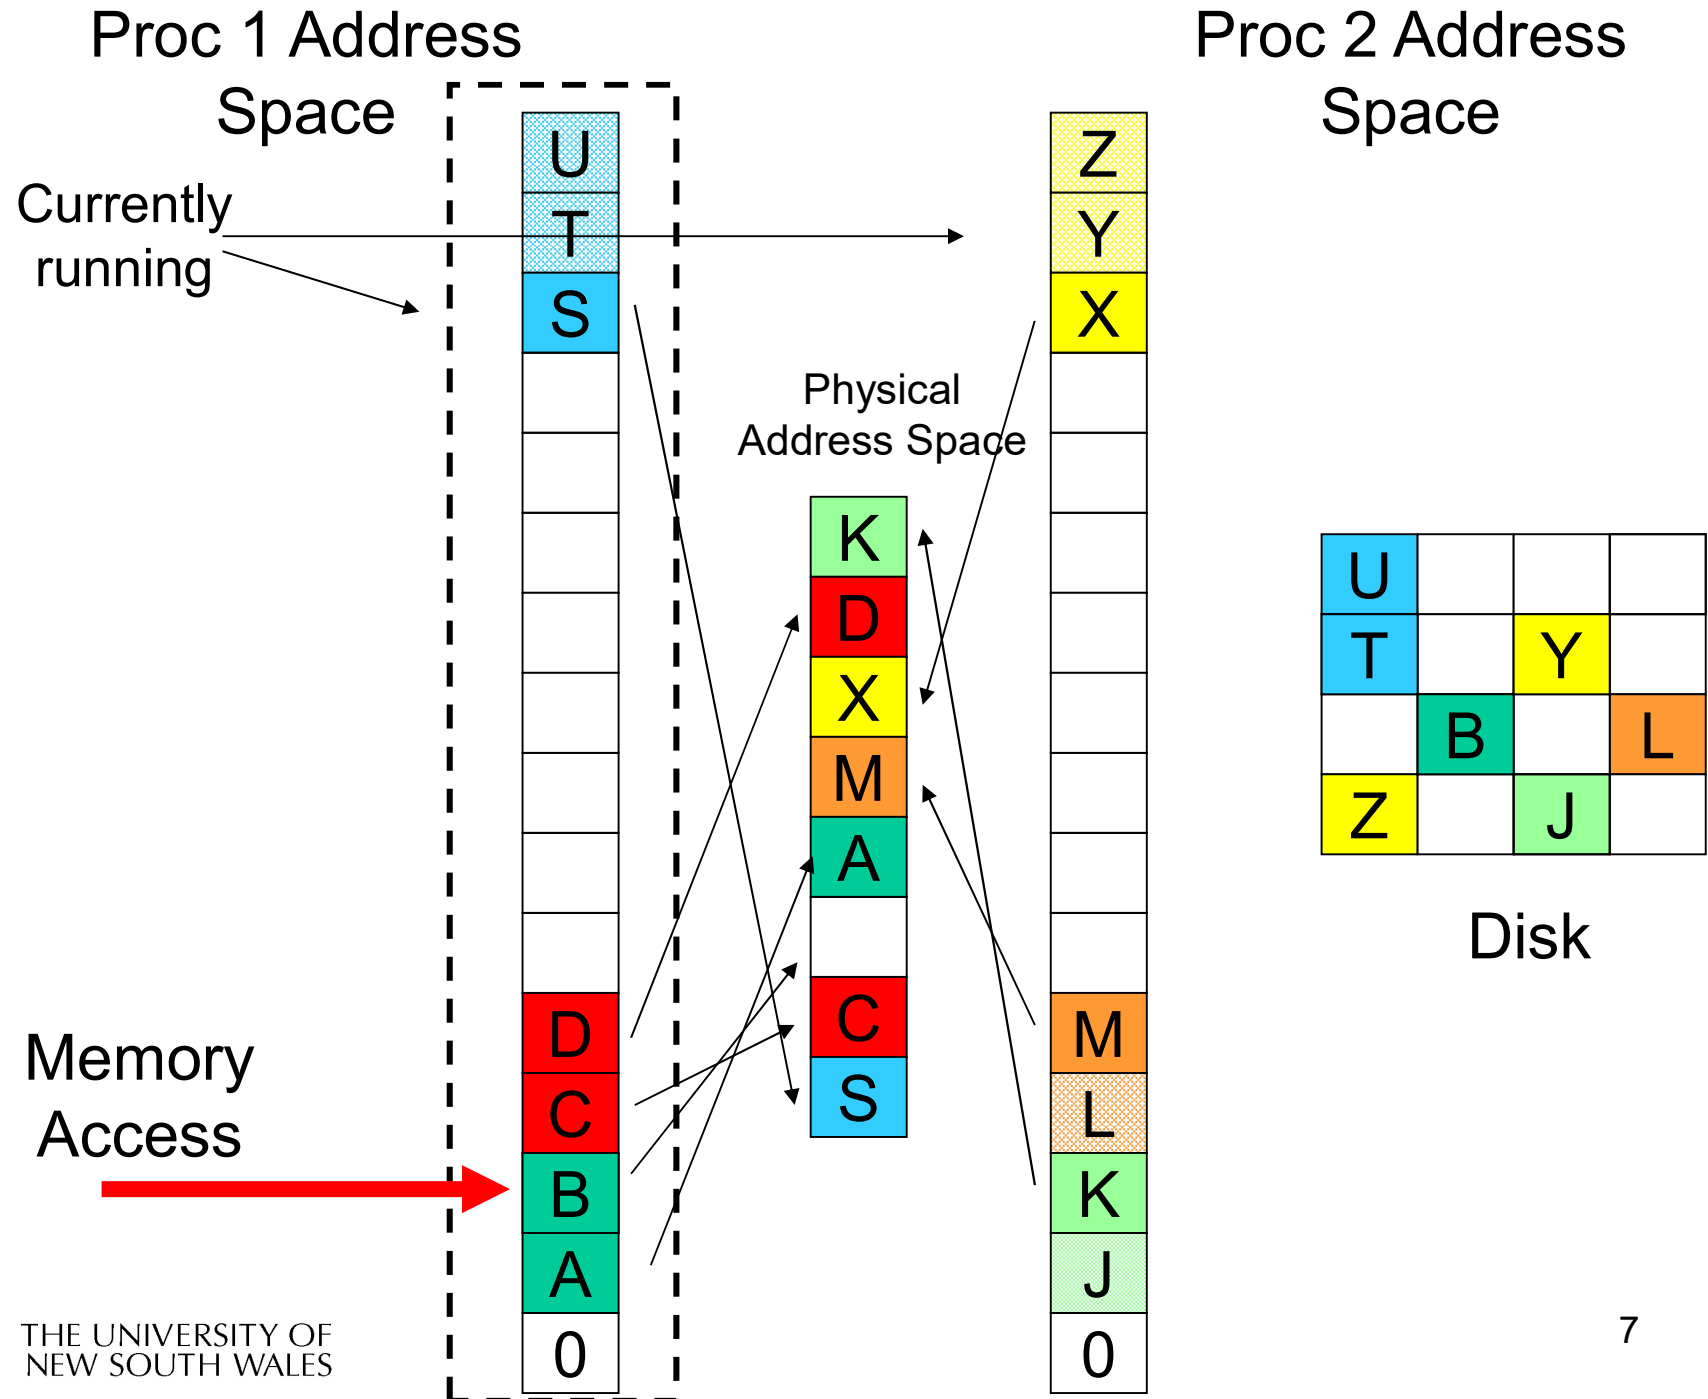 Proc 1 Address
Space
Proc 2 Address
Space
Currently
running
U
T
S
D
C
B
A
0
Memory
Access
Physical
Address Space
K
D
X
M
A
C
S
Z
Y
X
M
L
K
J
0
U
T Y
B L
Z J
Disk
THE UNIVERSITY OF
NEW SOUTH WALES
7